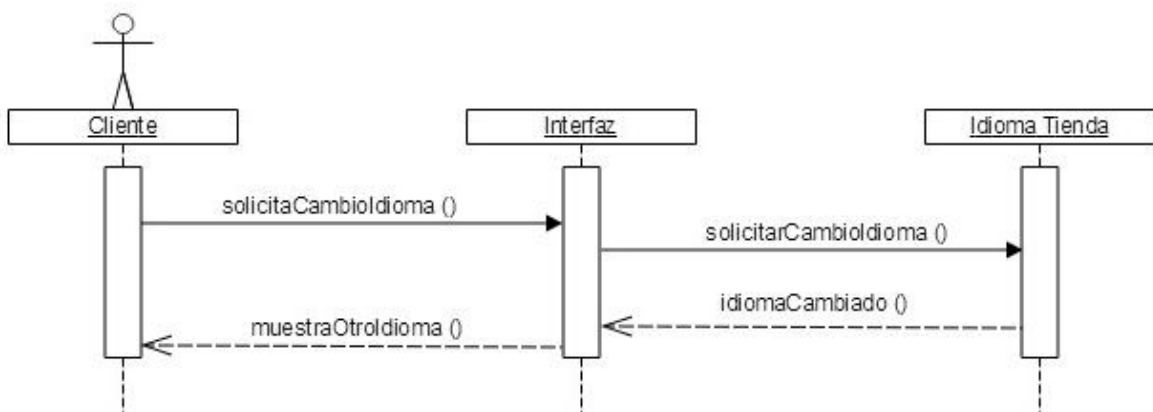 Cliente
Interfaz
Idioma Tienda
solicitaCambioIdioma ()
solicitarCambioIdioma ()
idiomaCambiado ()
muestraOtroIdioma ()